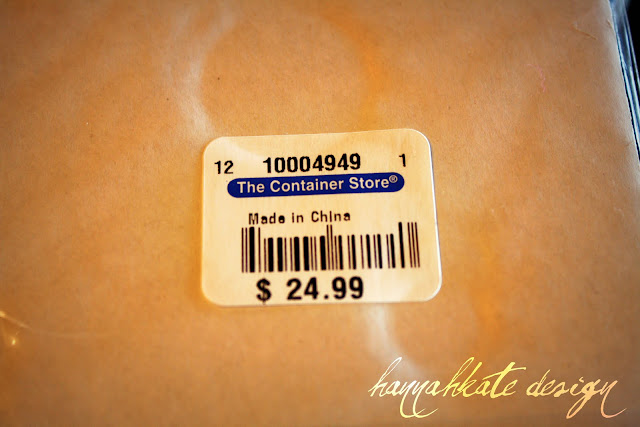 12 10004949 1
The Container Store®
Made in China
$ 24.99
hannahkate design